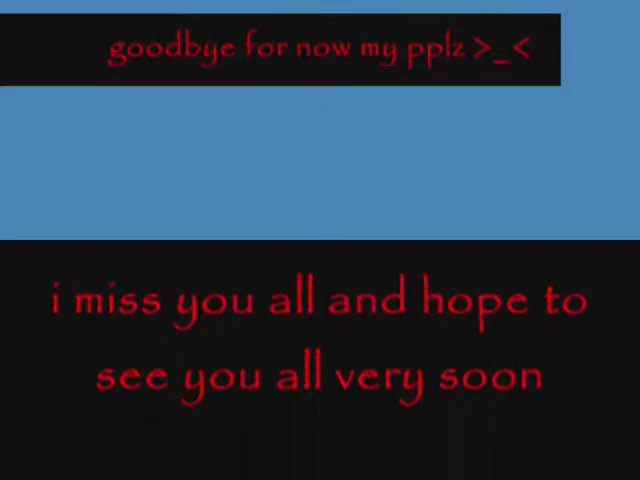 goodbye for now my pplz >_<
i miss you all and hope to
see you all very soon